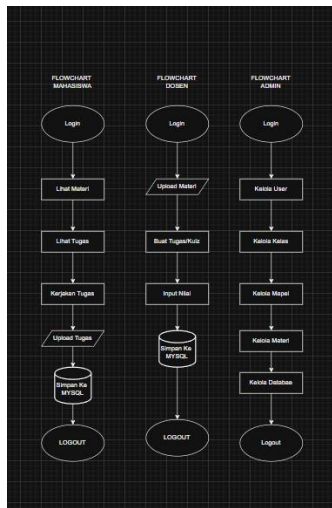 FLOWCHART
MAHASISWA
Login
Lihat Materi
Lihat Tugas
Kerjakan Tugas
Upload Tugas
Simpan Ke
MYSQL
LOGOUT
FLOWCHART
DOSEN
Login
Upload Materi
Buat Tugas/Kuiz
Input Nilai
Simpan Ke
MYSQL
LOGOUT
FLOWCHART
ADMIN
Login
Kelola User
Kelola Kelas
Kelola Mapel
Kelola Materi
Kelola Databae
Logout